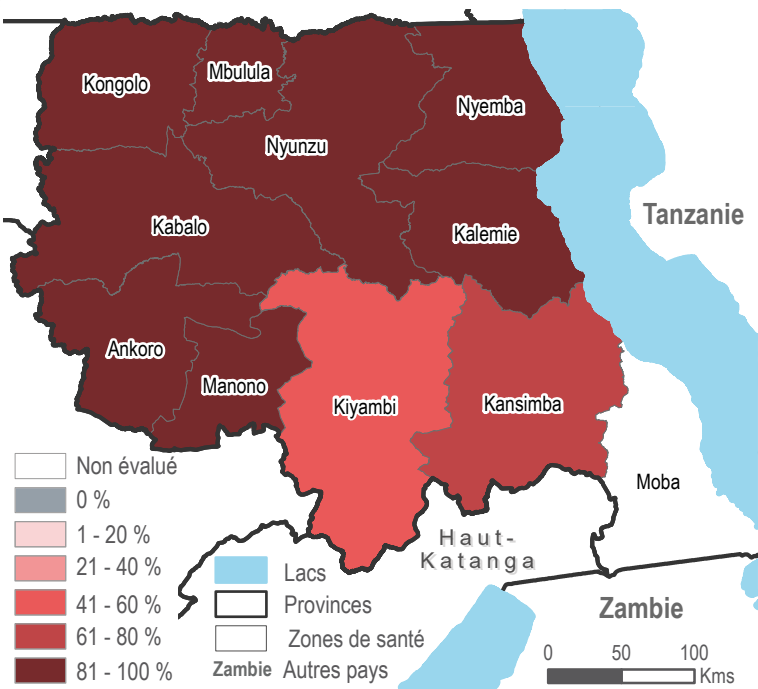 Kongolo
Mbulula
Nyemba
Nyunzu
Tanzanie
Kabalo
Kalemie
Ankoro
Manono
Kiyambi
Kansimba
Moba
Haut-
Katanga
Zambie
Non évalué
0 %
1 - 20 %
21 - 40 %
41 - 60 %
61 - 80 %
81 - 100 %
Lacs
Provinces
Zones de santé
Zambie Autres pays
0 50 100
Kms